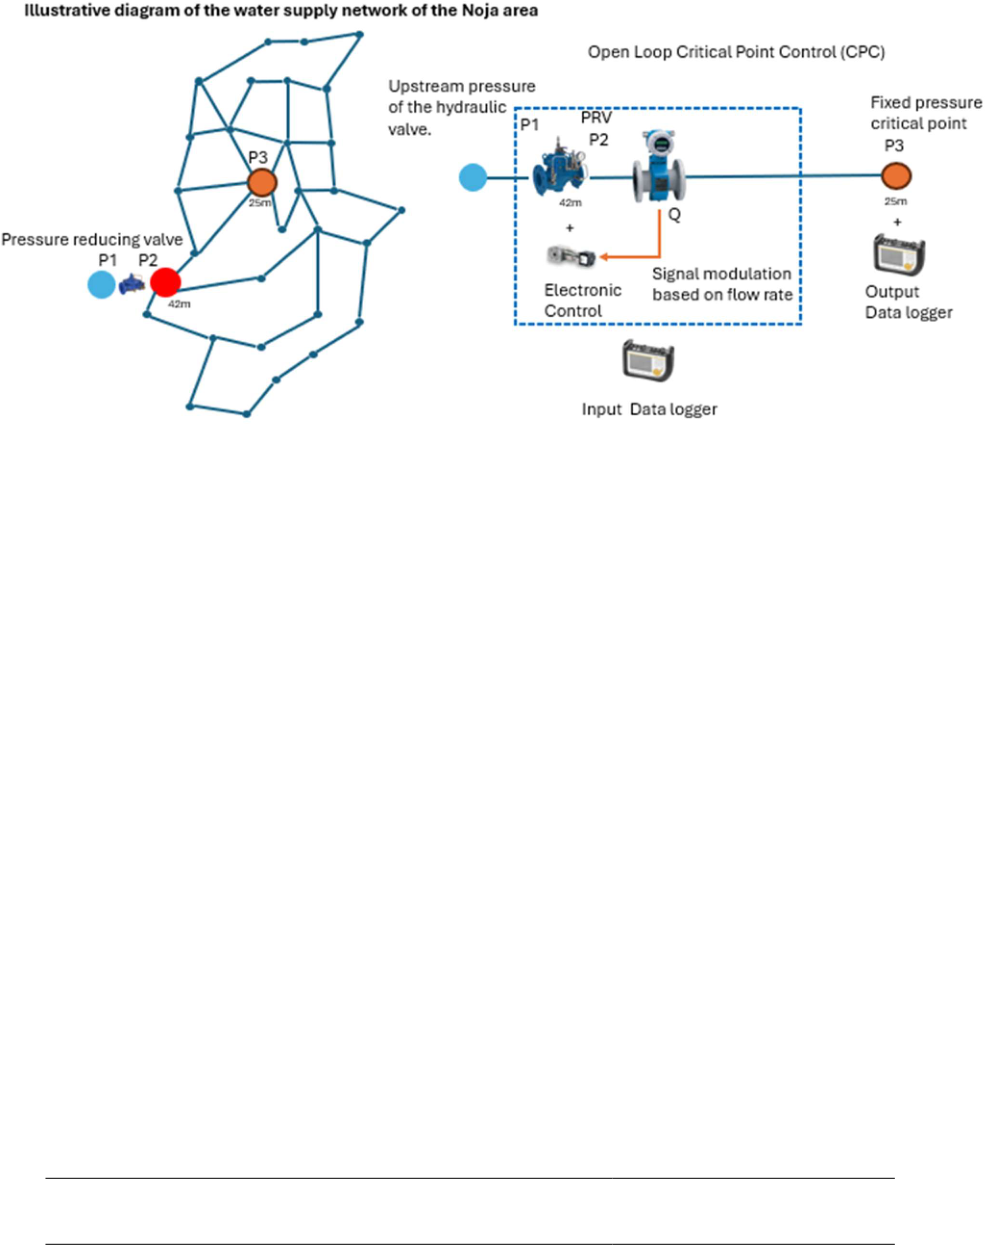 Illustrative diagram of the water supply network of the Noja area
P3
25m
Pressure reducing valve
P1 P2
42m
Open Loop Critical Point Control (CPC)
Upstream pressure
of the hydraulic
valve.
P1
PRV
P2
42m
+
Q
Electronic
Control
Signal modulation
based on flow rate
Input Data logger
Fixed pressure
critical point
P3
25m
+
Output
Data logger